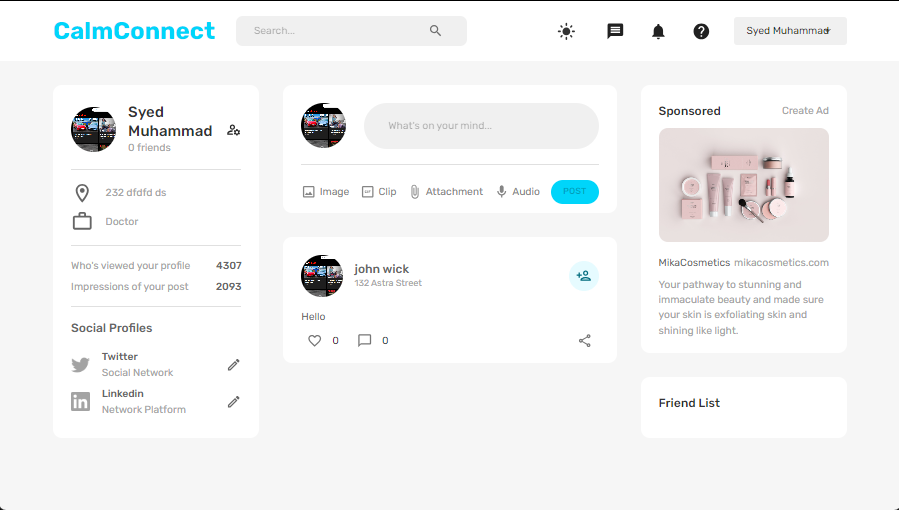 CalmConnect
Search...
Syed Muhammad
Syed
Muhammad
0 friends
232 dfdfd ds
Doctor
Who's viewed your profile 4307
Impressions of your post 2093
Social Profiles
Twitter
Social Network
Linkedin
Network Platform
What's on your mind...
Image Clip Attachment Audio POST
john wick
132 Astra Street
Hello
0 0
Sponsored Create Ad
MikaCosmetics mikacosmetics.com
Your pathway to stunning and
immaculate beauty and made sure
your skin is exfoliating skin and
shining like light.
Friend List